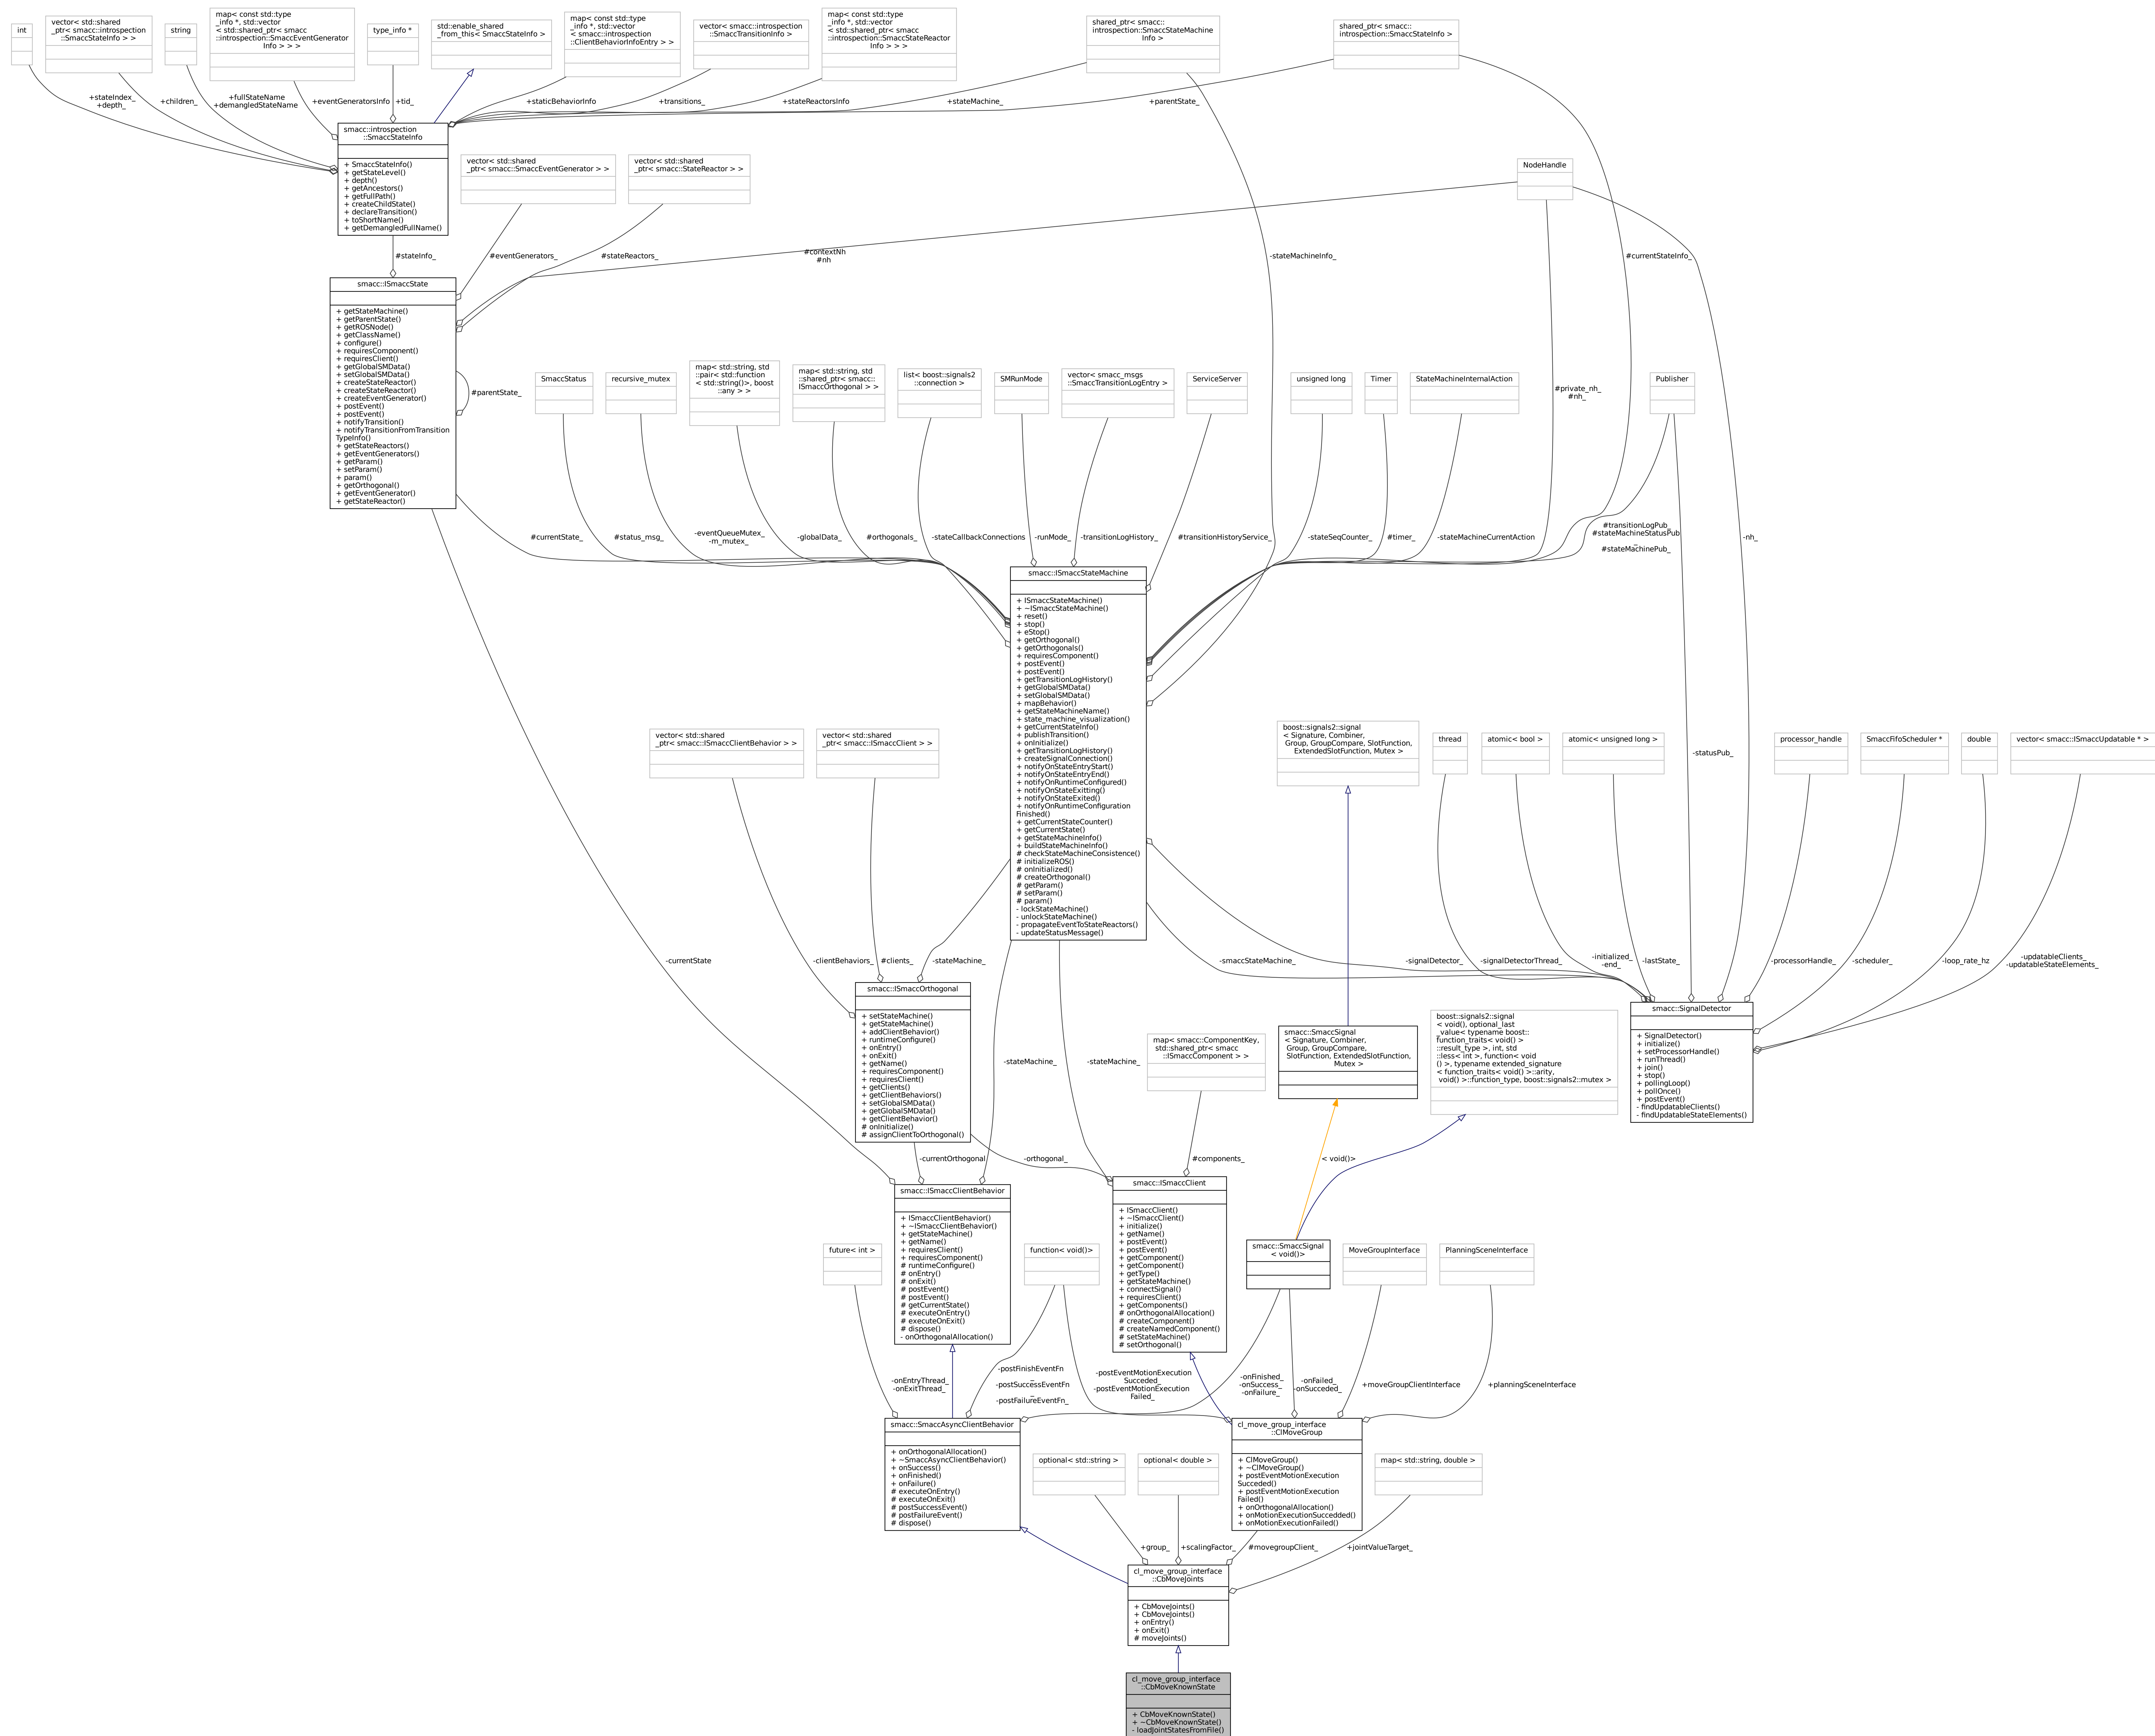 int
vector< std::shared
_ptr< smacc::introspection
::SmaccStateInfo > >
string
map< const std::type
_info *, std::vector
< std::shared_ptr< smacc
::introspection::SmaccEventGenerator
Info > > >
type_info *
std::enable_shared
_from_this< SmaccStateInfo >
map< const std::type
_info *, std::vector
< smacc::introspection
::ClientBehaviorInfoEntry > >
vector< smacc::introspection
::SmaccTransitionInfo >
map< const std::type
_info *, std::vector
< std::shared_ptr< smacc
::introspection::SmaccStateReactor
Info > > >
shared_ptr< smacc::
introspection::SmaccStateMachine
Info >
shared_ptr< smacc::
introspection::SmaccStateInfo >
+stateIndex_
+depth_
+children_
+fullStateName
+demangledStateName
+eventGeneratorsInfo
+tid_
+staticBehaviorInfo
+transitions_
+stateReactorsInfo
+stateMachine_
+parentState_
smacc::introspection
::SmaccStateInfo
+ SmaccStateInfo()
+ getStateLevel()
+ depth()
+ getAncestors()
+ getFullPath()
+ createChildState()
+ declareTransition()
+ toShortName()
+ getDemangledFullName()
vector< std::shared
_ptr< smacc::SmaccEventGenerator > >
vector< std::shared
_ptr< smacc::StateReactor > >
NodeHandle
#stateInfo_
#eventGenerators_
#stateReactors_
#contextNh
#nh
-stateMachineInfo_
#currentStateInfo_
smacc::ISmaccState
+ getStateMachine()
+ getParentState()
+ getROSNode()
+ getClassName()
+ configure()
+ requiresComponent()
+ requiresClient()
+ getGlobalSMData()
+ setGlobalSMData()
+ createStateReactor()
+ createStateReactor()
+ createEventGenerator()
+ postEvent()
+ postEvent()
+ notifyTransition()
+ notifyTransitionFromTransition
TypeInfo()
+ getStateReactors()
+ getEventGenerators()
+ getParam()
+ setParam()
+ param()
+ getOrthogonal()
+ getEventGenerator()
+ getStateReactor()
#parentState_
SmaccStatus
recursive_mutex
map< std::string, std
::pair< std::function
< std::string()>, boost
::any > >
map< std::string, std
::shared_ptr< smacc::
ISmaccOrthogonal > >
list< boost::signals2
::connection >
SMRunMode
vector< smacc_msgs
::SmaccTransitionLogEntry >
ServiceServer
unsigned long
Timer
StateMachineInternalAction
#private_nh_
#nh_
Publisher
#currentState_
#status_msg_
-eventQueueMutex_
-m_mutex_
-globalData_
#orthogonals_
-stateCallbackConnections
-runMode_
-transitionLogHistory_
#transitionHistoryService_
-stateSeqCounter_
#timer_
-stateMachineCurrentAction
#transitionLogPub_
#stateMachineStatusPub
_
#stateMachinePub_
-nh_
smacc::ISmaccStateMachine
+ ISmaccStateMachine()
+ ~ISmaccStateMachine()
+ reset()
+ stop()
+ eStop()
+ getOrthogonal()
+ getOrthogonals()
+ requiresComponent()
+ postEvent()
+ postEvent()
+ getTransitionLogHistory()
+ getGlobalSMData()
+ setGlobalSMData()
+ mapBehavior()
+ getStateMachineName()
+ state_machine_visualization()
+ getCurrentStateInfo()
+ publishTransition()
+ onInitialize()
+ getTransitionLogHistory()
+ createSignalConnection()
+ notifyOnStateEntryStart()
+ notifyOnStateEntryEnd()
+ notifyOnRuntimeConfigured()
+ notifyOnStateExitting()
+ notifyOnStateExited()
+ notifyOnRuntimeConfiguration
Finished()
+ getCurrentStateCounter()
+ getCurrentState()
+ getStateMachineInfo()
+ buildStateMachineInfo()
# checkStateMachineConsistence()
# initializeROS()
# onInitialized()
# createOrthogonal()
# getParam()
# setParam()
# param()
- lockStateMachine()
- unlockStateMachine()
- propagateEventToStateReactors()
- updateStatusMessage()
vector< std::shared
_ptr< smacc::ISmaccClientBehavior > >
vector< std::shared
_ptr< smacc::ISmaccClient > >
boost::signals2::signal
< Signature, Combiner,
Group, GroupCompare, SlotFunction,
ExtendedSlotFunction, Mutex >
thread
atomic< bool >
atomic< unsigned long >
-statusPub_
processor_handle
SmaccFifoScheduler *
double
vector< smacc::ISmaccUpdatable * >
-currentState
-clientBehaviors_
#clients_
-stateMachine_
-smaccStateMachine_
-signalDetector_
-signalDetectorThread_
-initialized_
-end_
-lastState_
-processorHandle_
-scheduler_
-loop_rate_hz
-updatableClients_
-updatableStateElements_
smacc::ISmaccOrthogonal
+ setStateMachine()
+ getStateMachine()
+ addClientBehavior()
+ runtimeConfigure()
+ onEntry()
+ onExit()
+ getName()
+ requiresComponent()
+ requiresClient()
+ getClients()
+ getClientBehaviors()
+ setGlobalSMData()
+ getGlobalSMData()
+ getClientBehavior()
# onInitialize()
# assignClientToOrthogonal()
-stateMachine_
-stateMachine_
map< smacc::ComponentKey,
std::shared_ptr< smacc
::ISmaccComponent > >
smacc::SmaccSignal
< Signature, Combiner,
Group, GroupCompare,
SlotFunction, ExtendedSlotFunction,
Mutex >
boost::signals2::signal
< void(), optional_last
_value< typename boost::
function_traits< void() >
::result_type >, int, std
::less< int >, function< void
() >, typename extended_signature
< function_traits< void() >::arity,
void() >::function_type, boost::signals2::mutex >
smacc::SignalDetector
+ SignalDetector()
+ initialize()
+ setProcessorHandle()
+ runThread()
+ join()
+ stop()
+ pollingLoop()
+ pollOnce()
+ postEvent()
- findUpdatableClients()
- findUpdatableStateElements()
-currentOrthogonal
-orthogonal_
#components_
< void()>
smacc::ISmaccClientBehavior
+ ISmaccClientBehavior()
+ ~ISmaccClientBehavior()
+ getStateMachine()
+ getName()
+ requiresClient()
+ requiresComponent()
# runtimeConfigure()
# onEntry()
# onExit()
# postEvent()
# postEvent()
# getCurrentState()
# executeOnEntry()
# executeOnExit()
# dispose()
- onOrthogonalAllocation()
smacc::ISmaccClient
+ ISmaccClient()
+ ~ISmaccClient()
+ initialize()
+ getName()
+ postEvent()
+ postEvent()
+ getComponent()
+ getComponent()
+ getType()
+ getStateMachine()
+ connectSignal()
+ requiresClient()
+ getComponents()
# onOrthogonalAllocation()
# createComponent()
# createNamedComponent()
# setStateMachine()
# setOrthogonal()
future< int >
function< void()>
smacc::SmaccSignal
< void()>
MoveGroupInterface
PlanningSceneInterface
-onEntryThread_
-onExitThread_
-postFinishEventFn
_
-postSuccessEventFn
_
-postFailureEventFn_
-postEventMotionExecution
Succeded_
-postEventMotionExecution
Failed_
-onFinished_
-onSuccess_
-onFailure_
-onFailed_
-onSucceded_
+moveGroupClientInterface
+planningSceneInterface
smacc::SmaccAsyncClientBehavior
+ onOrthogonalAllocation()
+ ~SmaccAsyncClientBehavior()
+ onSuccess()
+ onFinished()
+ onFailure()
# executeOnEntry()
# executeOnExit()
# postSuccessEvent()
# postFailureEvent()
# dispose()
optional< std::string >
optional< double >
cl_move_group_interface
::ClMoveGroup
+ ClMoveGroup()
+ ~ClMoveGroup()
+ postEventMotionExecution
Succeded()
+ postEventMotionExecution
Failed()
+ onOrthogonalAllocation()
+ onMotionExecutionSuccedded()
+ onMotionExecutionFailed()
map< std::string, double >
+group_
+scalingFactor_
#movegroupClient_
+jointValueTarget_
cl_move_group_interface
::CbMoveJoints
+ CbMoveJoints()
+ CbMoveJoints()
+ onEntry()
+ onExit()
# moveJoints()
cl_move_group_interface
::CbMoveKnownState
+ CbMoveKnownState()
+ ~CbMoveKnownState()
- loadJointStatesFromFile()